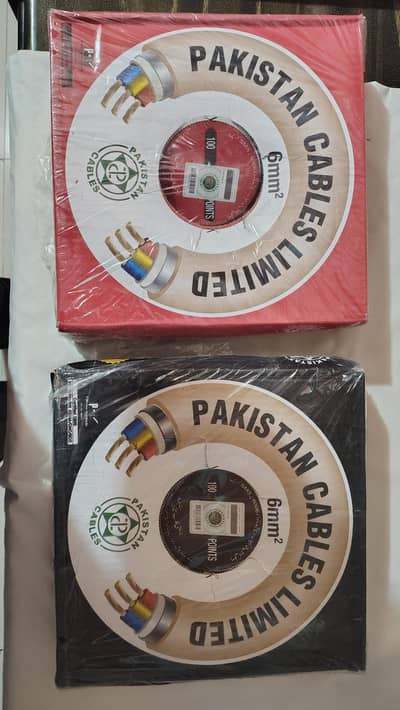 PAKISTAN CABLES LIMITED
6mm²
PAKISTAN
CABLES
100
POINTS
PAKISTAN CABLES LIMITED
6mm²
PAKISTAN
CABLES
100
POINTS